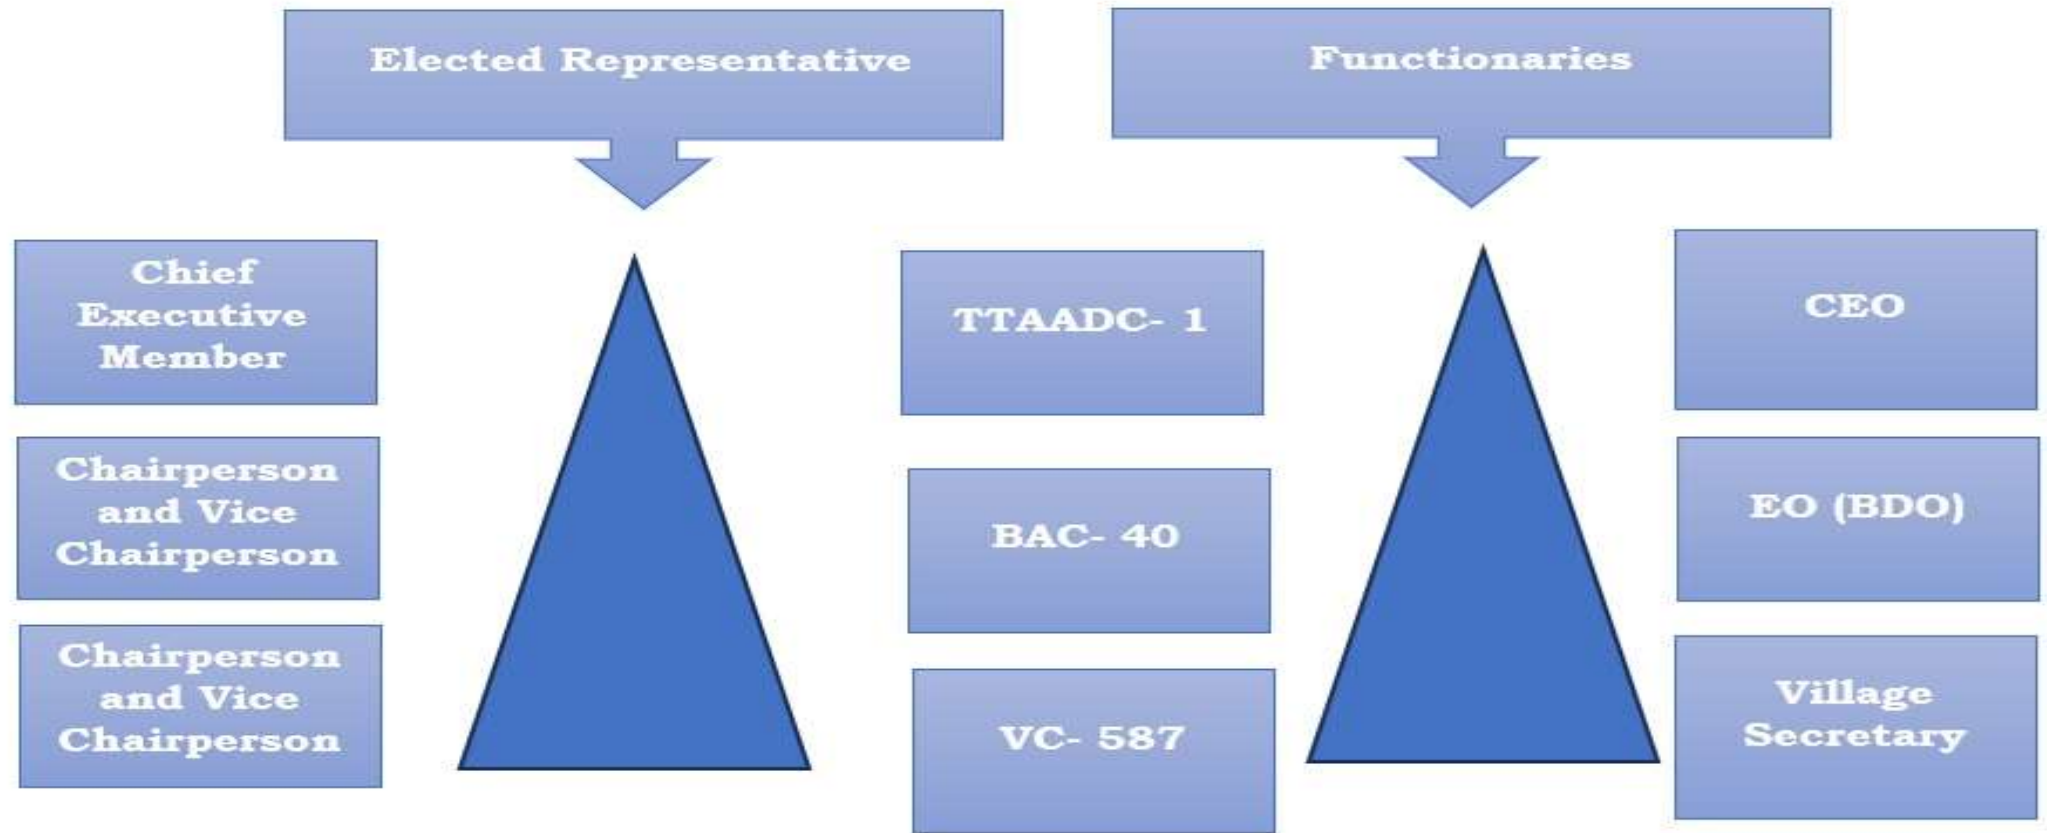 Elected Representative
Functionaries
Chief
Executive
Member
TTAADC- 1
CEO
Chairperson
and Vice
Chairperson
BAC- 40
EO (BDO)
Chairperson
and Vice
Chairperson
VC- 587
Village
Secretary